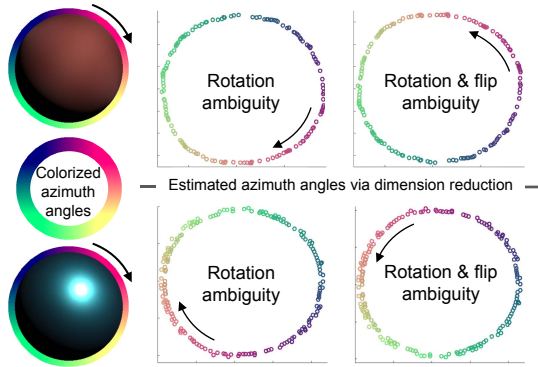 Rotation
ambiguity
Rotation & flip
ambiguity
Colorized
azimuth
angles
Estimated azimuth angles via dimension reduction
Rotation
ambiguity
Rotation & flip
ambiguity